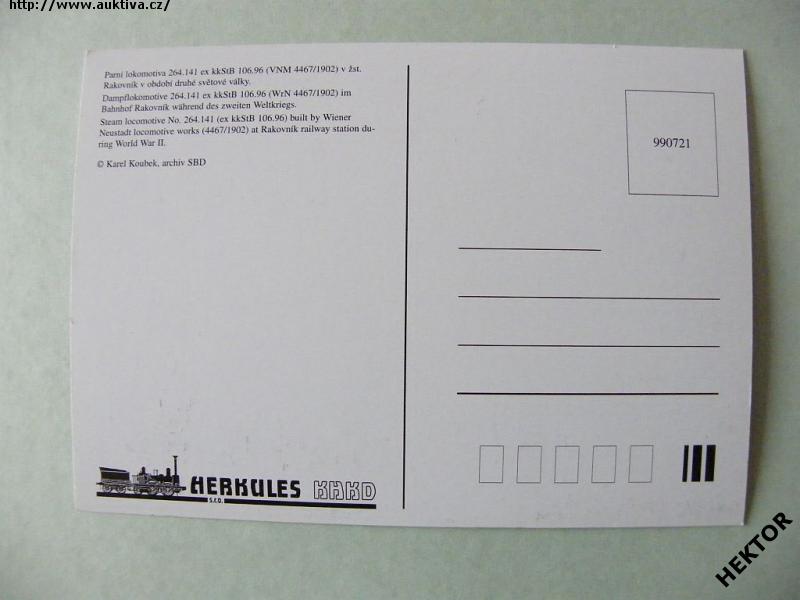 http://www.auktiva.cz/
Parní lokomotiva 264.141 ex kkStB 106.96 (VNM 4467/1902) v žst.
Rakovník v období druhé světové války.
Dampflokomotive 264.141 ex kkStB 106.96 (WrN 4467/1902) im
Bahnhof Rakovník während des zweiten Weltkriegs.
Steam locomotive No. 264.141 (ex kkStB 106.96) built by Wiener
Neustadt locomotive works (4467/1902) at Rakovník railway station du-
ring World War II.
© Karel Koubek, archiv SBD
990721
HERKULES KHKD
s.r.o.
HEKTOR